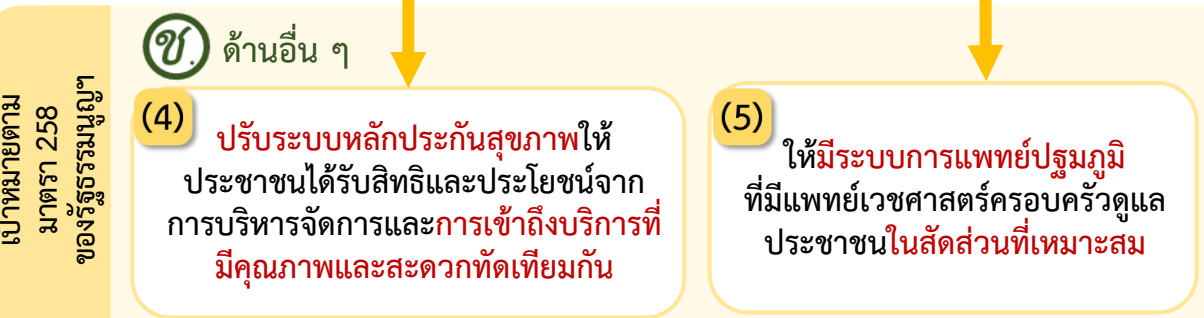 เป้าหมายตาม
มาตรา 258
ของรัฐธรรมนูญฯ
ช. ด้านอื่น ๆ
(4)
ปรับระบบหลักประกันสุขภาพให้
ประชาชนได้รับสิทธิและประโยชน์จาก
การบริหารจัดการและการเข้าถึงบริการที่
มีคุณภาพและสะดวกทัดเทียมกัน
(5)
ให้มีระบบการแพทย์ปฐมภูมิ
ที่มีแพทย์เวชศาสตร์ครอบครัวดูแล
ประชาชนในสัดส่วนที่เหมาะสม